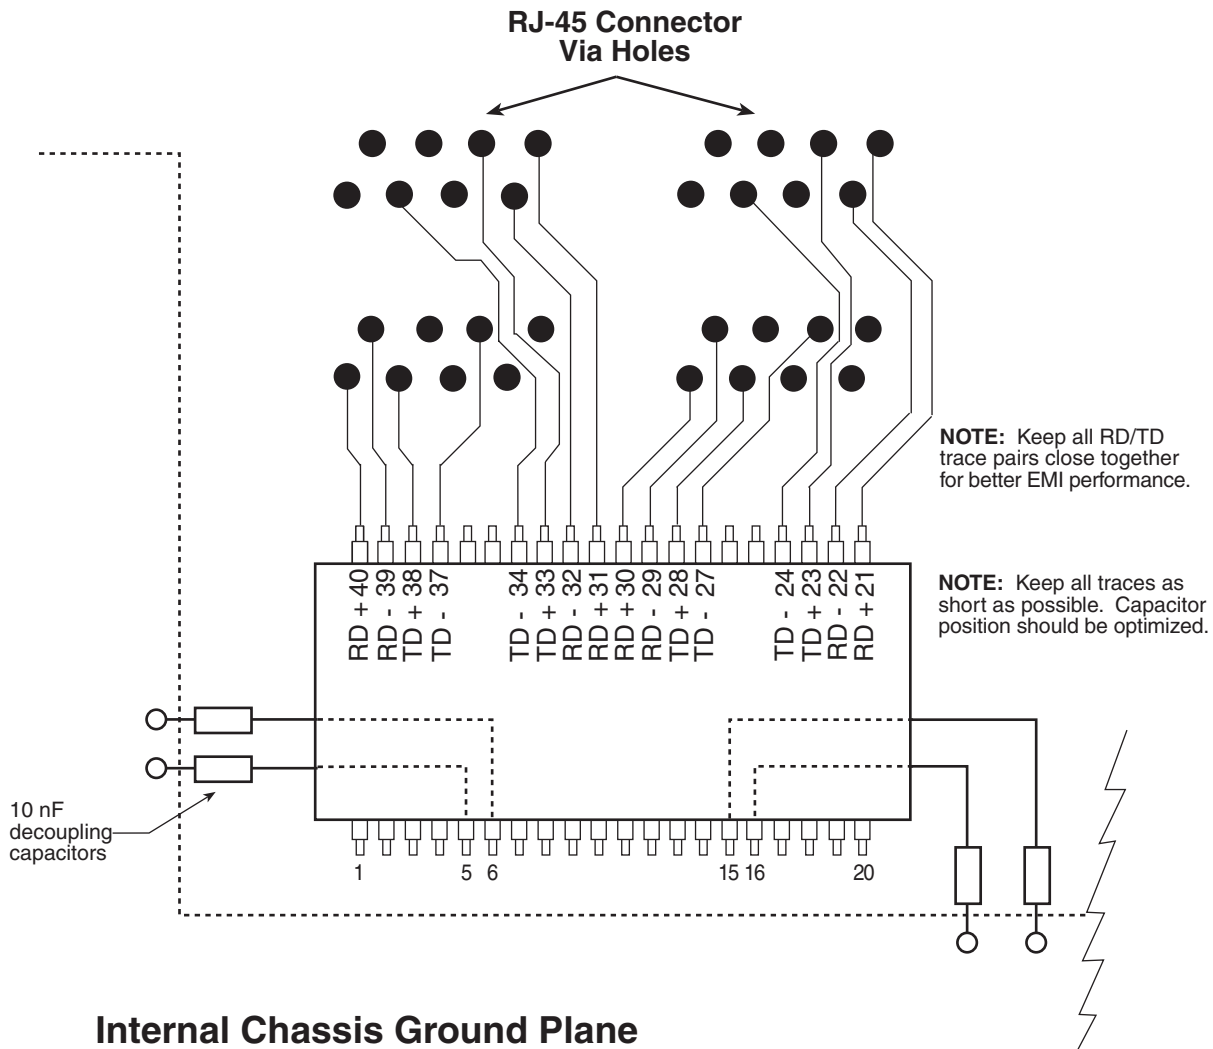 RJ-45 Connector
Via Holes
NOTE: Keep all RD/TD
trace pairs close together
for better EMI performance.
RD + 40
RD - 39
TD + 38
TD - 37
TD - 34
TD + 33
RD - 32
RD + 31
RD + 30
RD - 29
TD + 28
TD - 27
TD - 24
TD + 23
RD - 22
RD + 21
NOTE: Keep all traces as
short as possible. Capacitor
position should be optimized.
10 nF
decoupling
capacitors
1 5 6 15 16 20
Internal Chassis Ground Plane